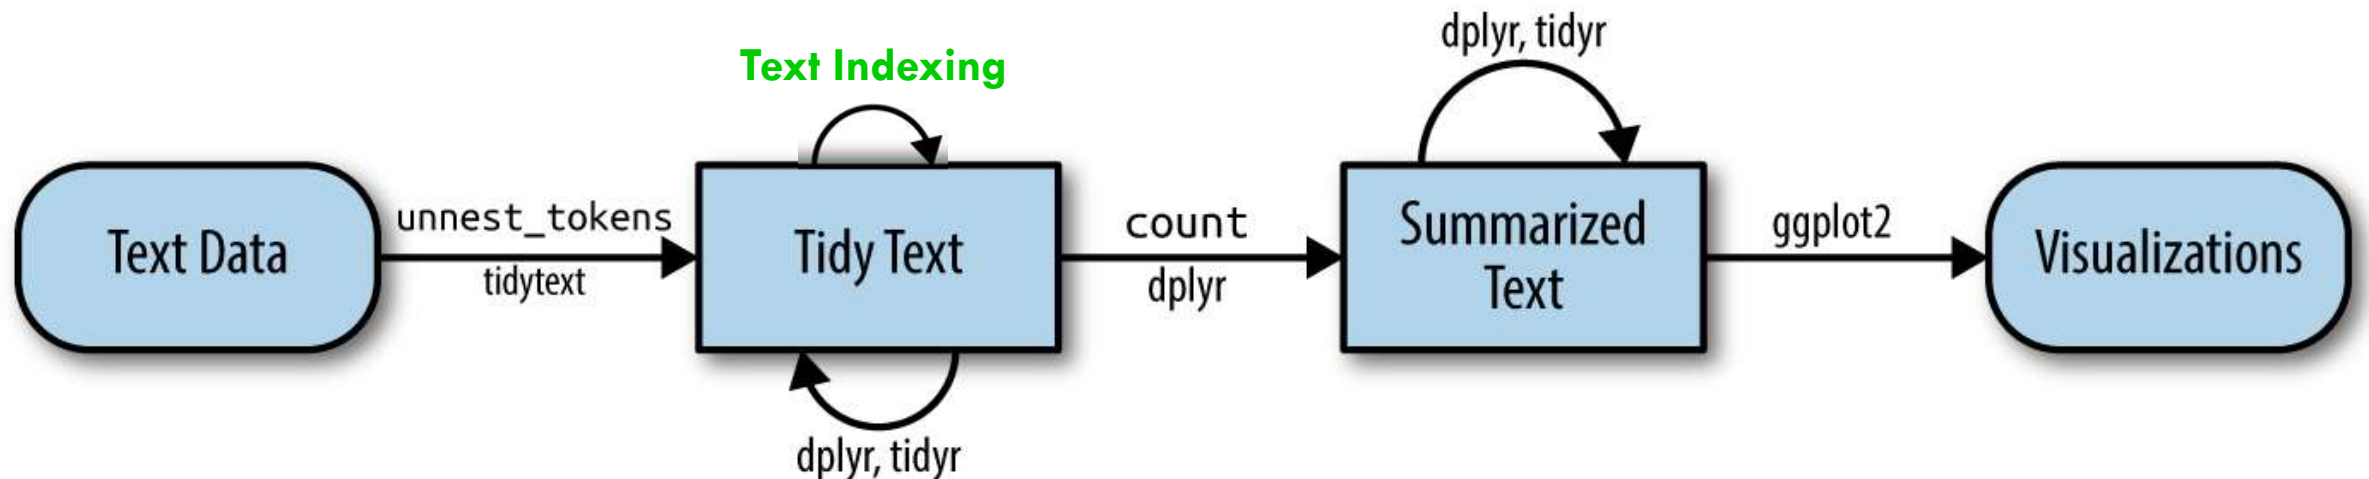 dplyr, tidyr
Text Indexing
Text Data
unnest_tokens
tidytext
Tidy Text
count
dplyr
Summarized
Text
ggplot2
Visualizations
dplyr, tidyr